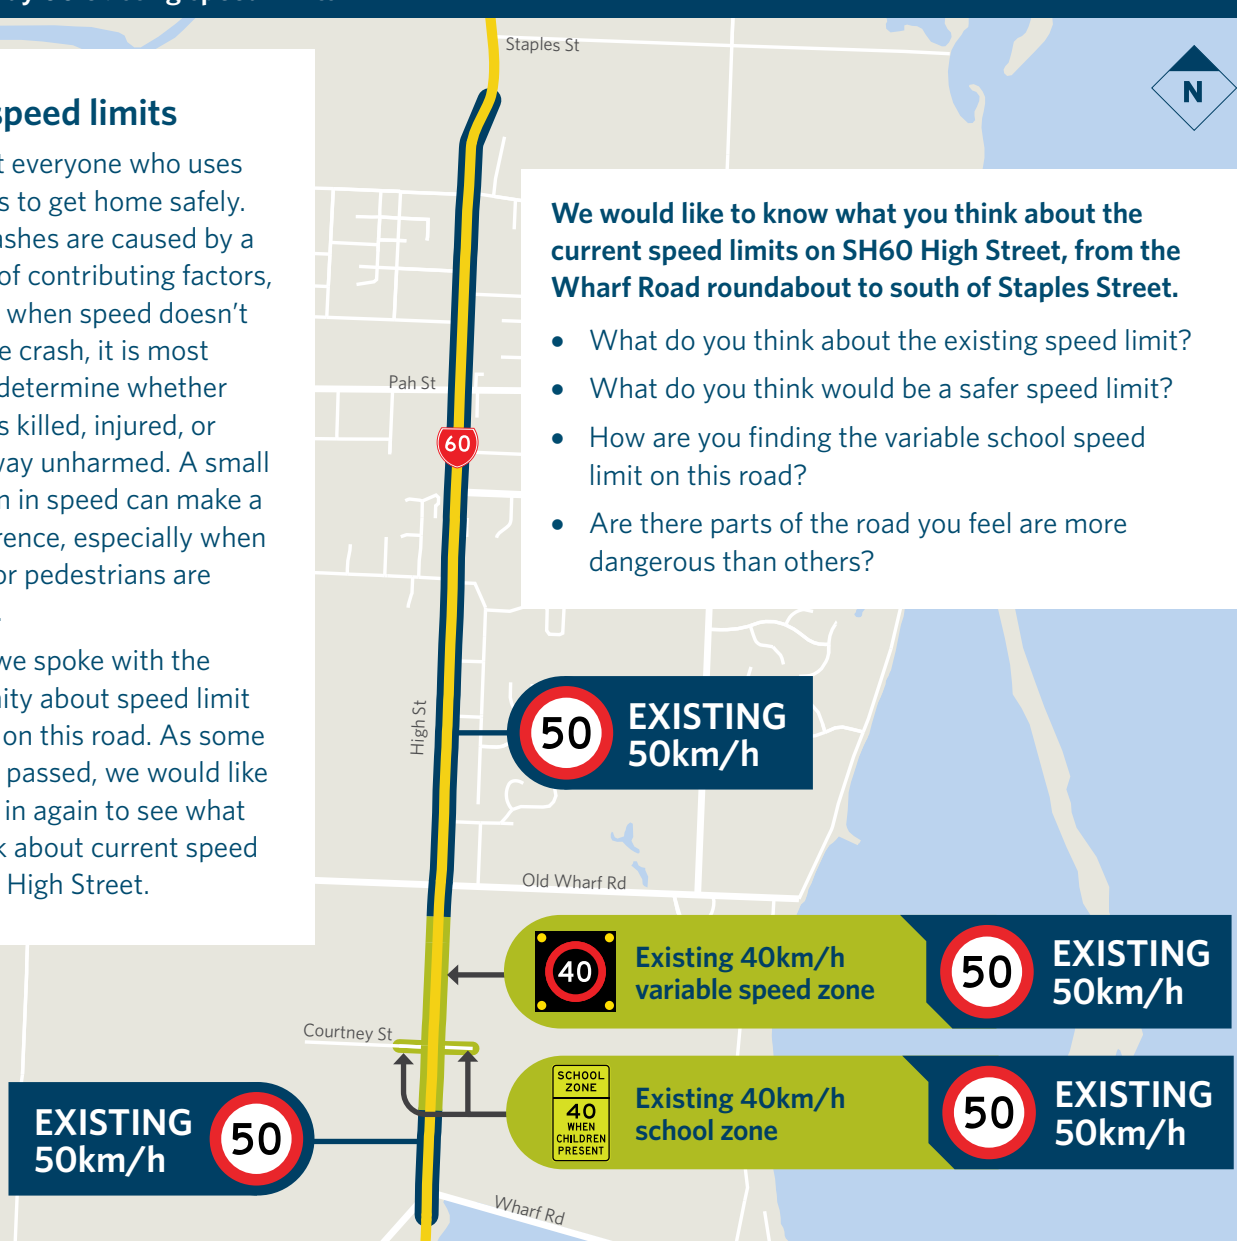 speed limits
everyone who uses
to get home safely.
are caused by a
of contributing factors,
when speed doesn't
crash, it is most
determine whether
killed, injured, or
unharmed. A small
in speed can make a
especially when
or pedestrians are
we spoke with the
about speed limit
on this road. As some
passed, we would like
in again to see what
about current speed
High Street.
Staples St
N
We would like to know what you think about the
current speed limits on SH60 High Street, from the
Wharf Road roundabout to south of Staples Street.
• What do you think about the existing speed limit?
• What do you think would be a safer speed limit?
• How are you finding the variable school speed
limit on this road?
• Are there parts of the road you feel are more
dangerous than others?
Pah St
60
High St
50
EXISTING
50km/h
Old Wharf Rd
40
Existing 40km/h
variable speed zone
50
EXISTING
50km/h
Courtney St
SCHOOL
ZONE
40
WHEN
CHILDREN
PRESENT
Existing 40km/h
school zone
50
EXISTING
50km/h
EXISTING
50km/h
50
Wharf Rd